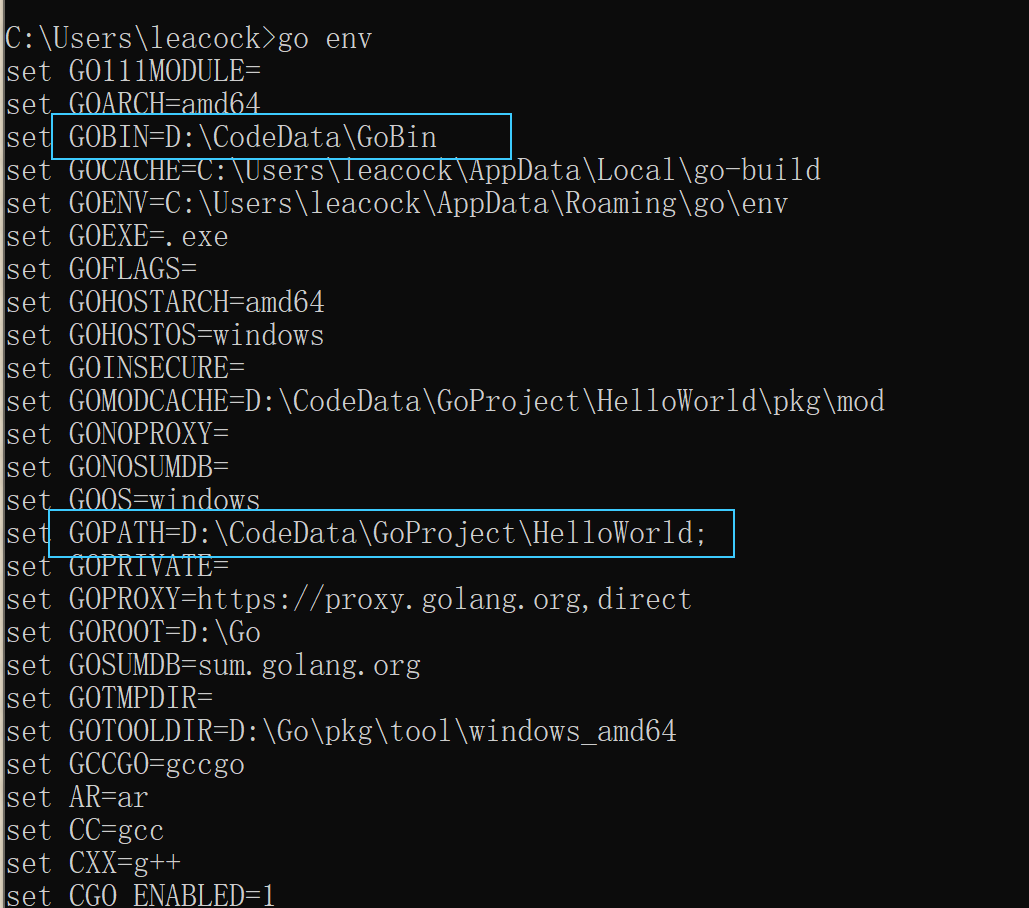 C:\Users\leacock>go env
set GO111MODULE=
set GOARCH=amd64
set GOBIN=D:\CodeData\GoBin
set GOCACHE=C:\Users\leacock\AppData\Local\go-build
set GOENV=C:\Users\leacock\AppData\Roaming\go\env
set GOEXE=.exe
set GOFLAGS=
set GOHOSTARCH=amd64
set GOHOSTOS=windows
set GOINSECURE=
set GOMODCACHE=D:\CodeData\GoProject\HelloWorld\pkg\mod
set GONOPROXY=
set GONOSUMDB=
set GOOS=windows
set GOPATH=D:\CodeData\GoProject\HelloWorld;
set GOPRIVATE=
set GOPROXY=https://proxy.golang.org,direct
set GOROOT=D:\Go
set GOSUMDB=sum.golang.org
set GOTMPDIR=
set GOTOOLDIR=D:\Go\pkg\tool\windows_amd64
set GCCGO=gccgo
set AR=ar
set CC=gcc
set CXX=g++
set CGO_ENABLED=1